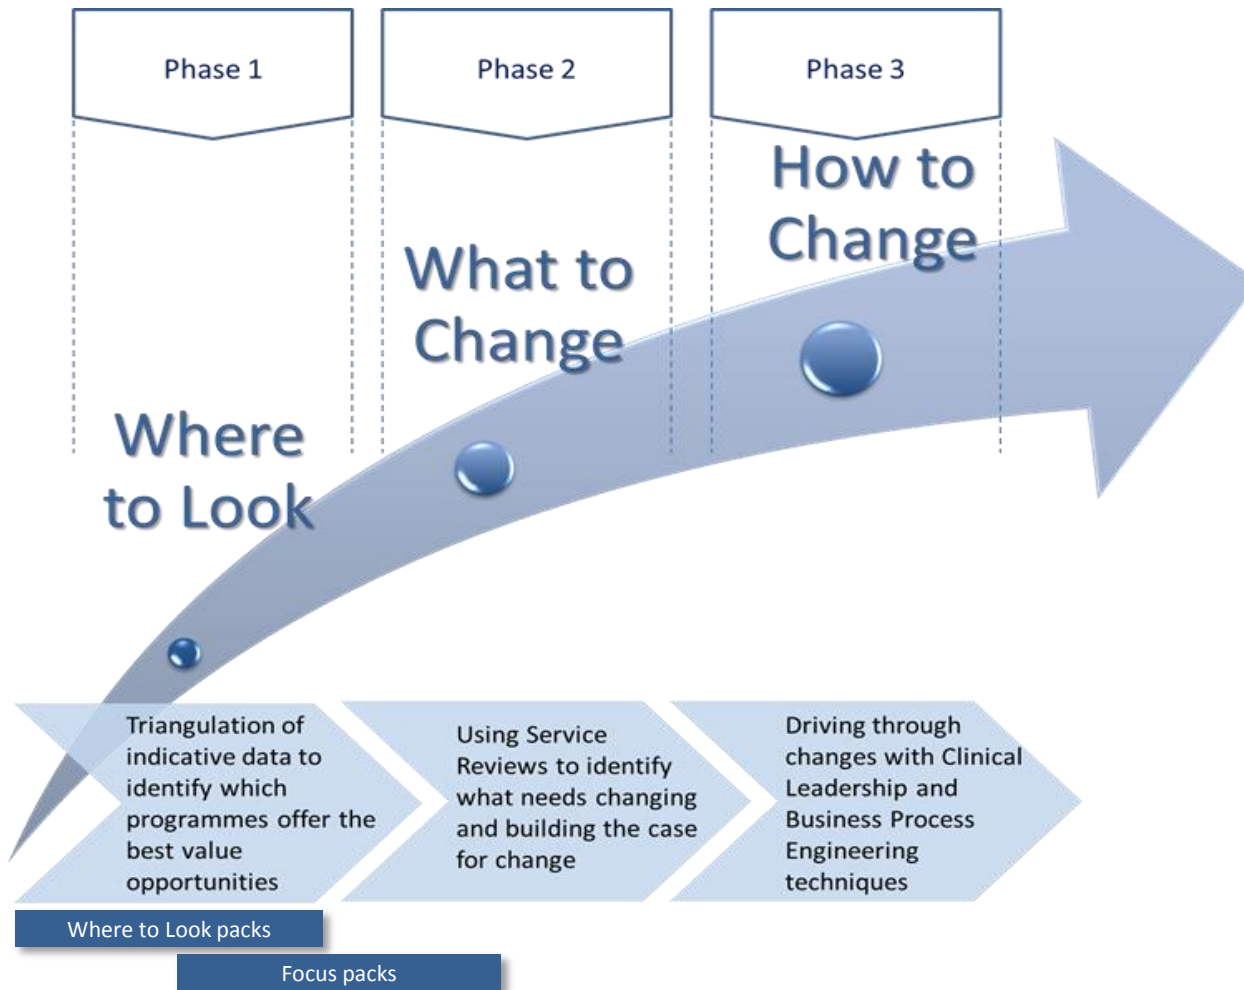 Phase 1
Phase 2
Phase 3
How to
Change
What to
Change
Where
to Look
Triangulation of
indicative data to
identify which
programmes offer the
best value
opportunities
Using Service
Reviews to identify
what needs changing
and building the case
for change
Driving through
changes with Clinical
Leadership and
Business Process
Engineering
techniques
Where to Look packs
Focus packs